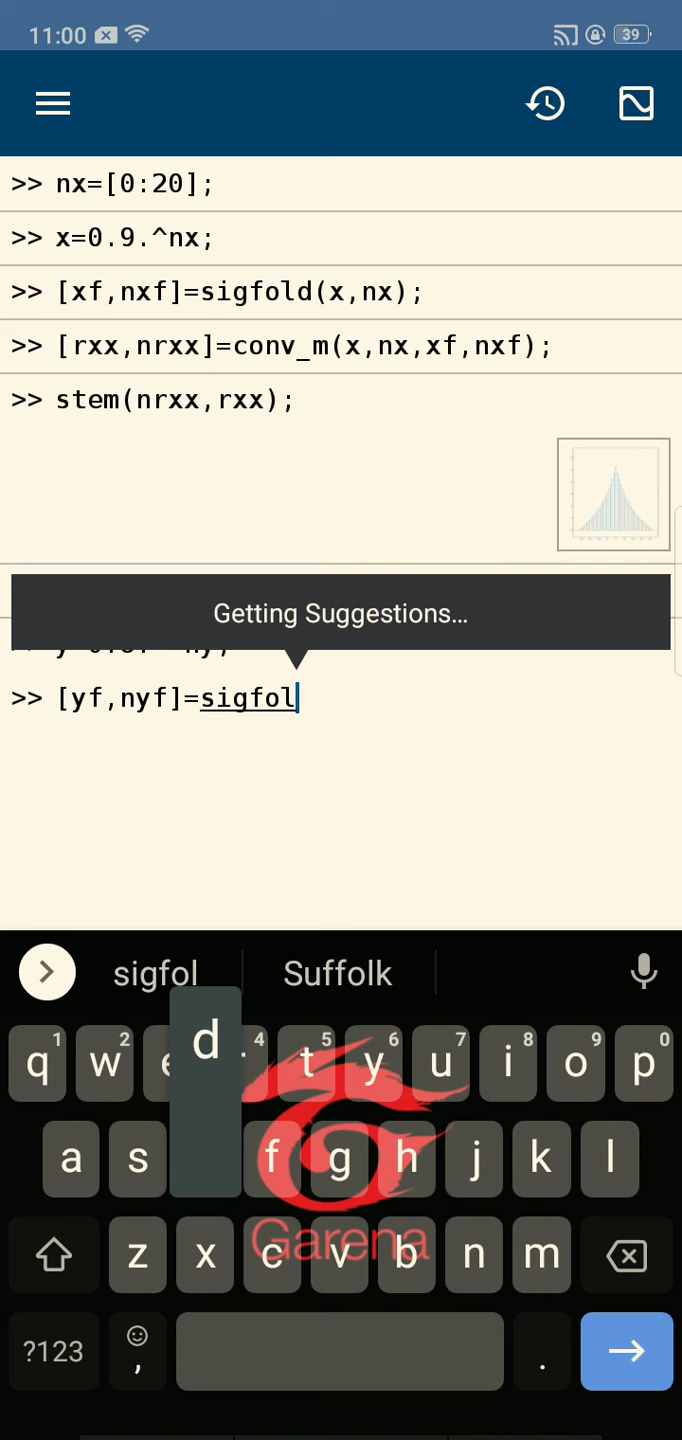 11:00
39
>> nx=[0:20];
>> x=0.9.^nx;
>> [xf,nxf]=sigfold(x,nx);
>> [rxx,nrxx]=conv_m(x,nx,xf,nxf);
>> stem(nrxx,rxx);
Getting Suggestions...
>> [yf,nyf]=sigfol
sigfol Suffolk
d
q 1 w 2 e 4 t 5 y 6 u 7 i 8 o 9 p 0
a s f g h j k l
Garena
z x c v b n m
?123 , .